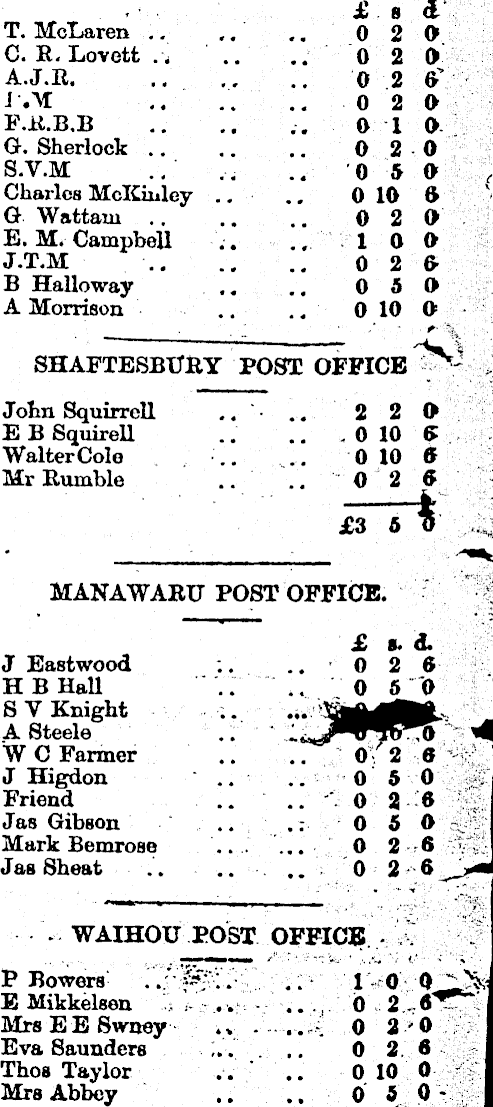 £ s d
T. McLaren .. .. .. 0 2 0
C. R. Lovett .. .. .. 0 2 0
A.J.R. .. .. .. 0 2 6
.M .. .. .. 0 2 0
F.R.B.B .. .. .. 0 1 0
G. Sherlock .. .. .. 0 2 0
S.V.M .. .. .. 0 5 0
Charles McKinley .. .. 0 10 6
G Wattam .. .. .. 0 2 0
E. M. Campbell .. .. 1 0 0
J.T.M .. .. .. 0 2 6
B Halloway .. .. 0 5 0
A Morrison .. .. 0 10 0
SHAFTESBURY POST OFFICE
John Squirrell .. .. 2 2 0
E B Squirell .. .. 0 10 6
Walter Cole .. .. 0 10 6
Mr Rumble .. .. 0 2 6
£3 5 0
MANAWARU POST OFFICE.
£ s. d.
J Eastwood .. .. 0 2 6
H B Hall .. .. 0 5 0
S V Knight .. ...
A Steele .. .. 0 10 0
W C Farmer .. .. 0 2 6
J Higdon .. .. 0 5 0
Friend .. .. 0 2 6
Jas Gibson .. .. 0 5 0
Mark Bemrose .. .. 0 2 6
Jas Sheat .. .. .. 0 2 6
WAIHOU POST OFFICE
P Bowers .. .. .. 1 0 0
E Mikkelsen .. .. 0 2 6
Mrs E E Swney .. .. 0 2 0
Eva Saunders .. .. 0 2 6
Thos Taylor .. .. 0 10 0
Mrs Abbey .. .. 0 5 0